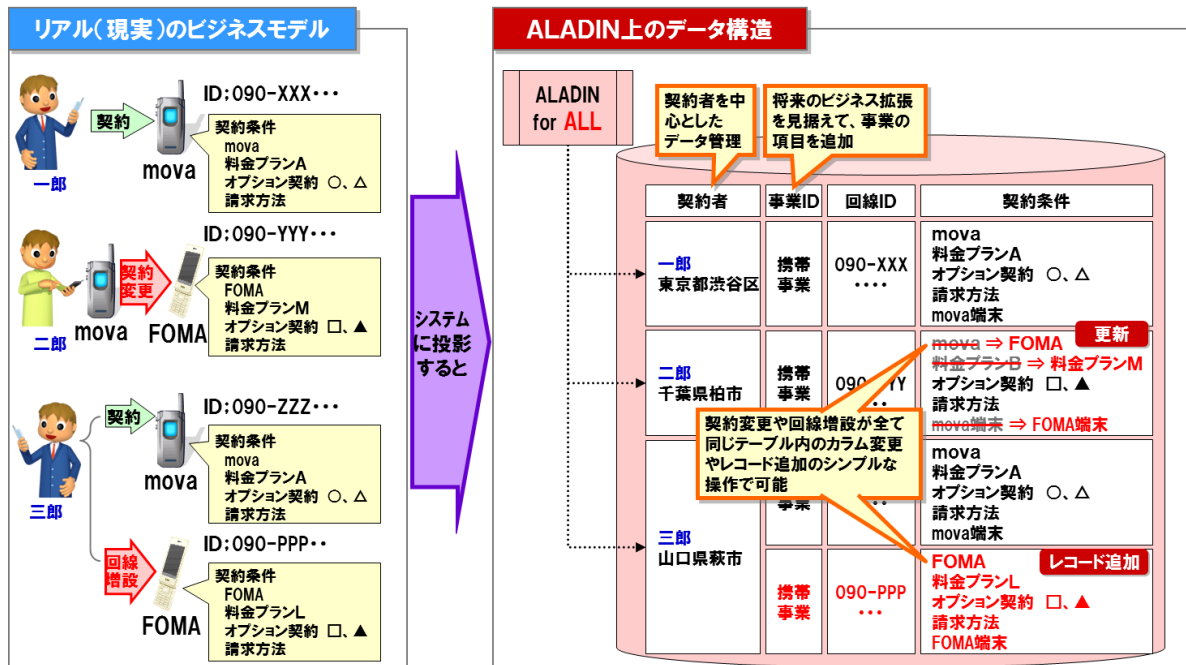 リアル(現実)のビジネスモデル
一郎
契約
mova
ID;090-XXX･･･
契約条件
mova
料金プランA
オプション契約 ○、△
請求方法
二郎
mova
契約
変更
FOMA
ID;090-YYY･･･
契約条件
FOMA
料金プランM
オプション契約 □、▲
請求方法
三郎
契約
mova
ID;090-ZZZ･･･
契約条件
mova
料金プランA
オプション契約 ○、△
請求方法
回線
増設
FOMA
ID;090-PPP･･
契約条件
FOMA
料金プランL
オプション契約 □、▲
請求方法
システム
に投影
すると
ALADIN上のデータ構造
ALADIN
for ALL
契約者を中
心とした
データ管理
将来のビジネス拡張
を見据えて、事業の
項目を追加
契約者
事業ID
回線ID
契約条件
一郎
東京都渋谷区
携帯
事業
090-XXX
････
mova
料金プランA
オプション契約 ○、△
請求方法
mova端末
二郎
千葉県柏市
携帯
事業
更新
mova ⇒ FOMA
料金プランB ⇒ 料金プランM
オプション契約 □、▲
請求方法
mova端末 ⇒ FOMA端末
契約変更や回線増設が全て
同じテーブル内のカラム変更
やレコード追加のシンプルな
操作で可能
三郎
山口県萩市
事業
mova
料金プランA
オプション契約 ○、△
請求方法
mova端末
携帯
事業
090-PPP
･･･
レコード追加
FOMA
料金プランL
オプション契約 □、▲
請求方法
FOMA端末